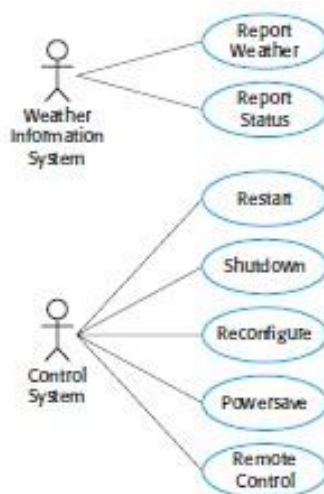 Report
Weather
Weather
Information
System
Report
Status
Restart
Shutdown
Control
System
Reconfigure
Powersave
Remote
Control